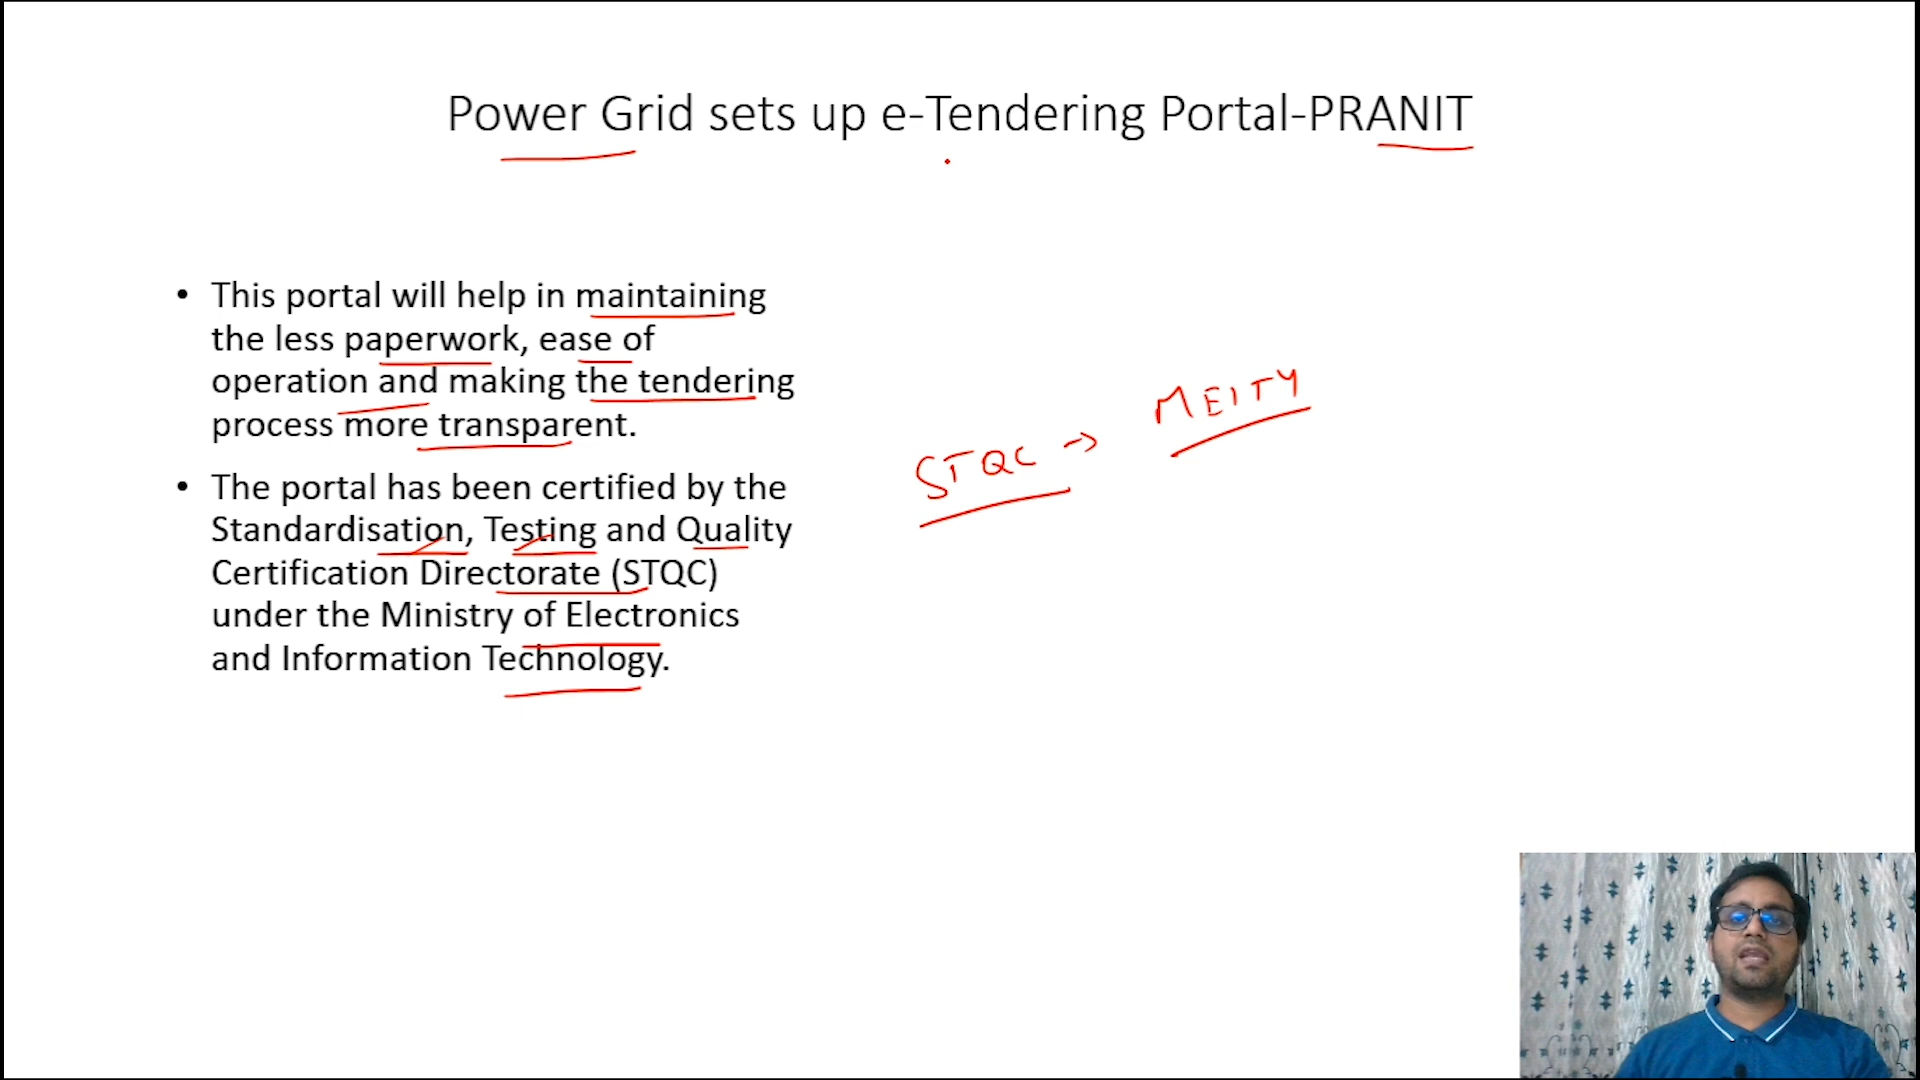 Power Grid sets up e-Tendering Portal-PRANIT
• This portal will help in maintaining
the less paperwork, ease of
operation and making the tendering
process more transparent.
• The portal has been certified by the
Standardisation, Testing and Quality
Certification Directorate (STQC)
under the Ministry of Electronics
and Information Technology.
STQC → MEITY